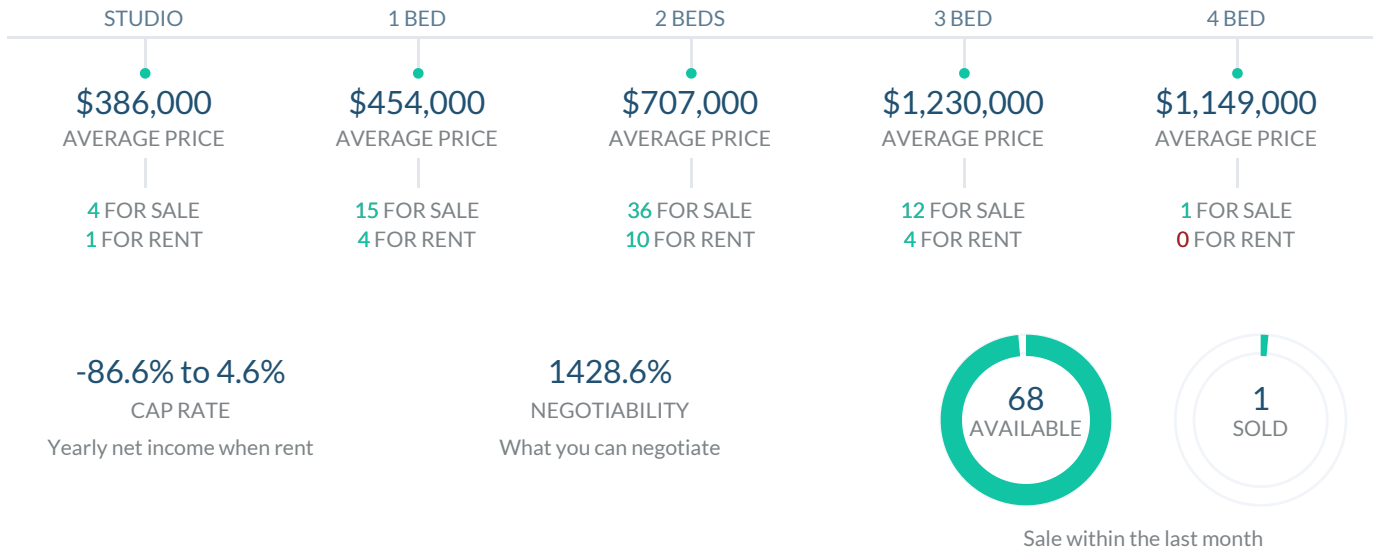 STUDIO
1 BED
2 BEDS
3 BED
4 BED
$386,000
$454,000
$707,000
$1,230,000
$1,149,000
AVERAGE PRICE
AVERAGE PRICE
AVERAGE PRICE
AVERAGE PRICE
AVERAGE PRICE
4 FOR SALE
15 FOR SALE
36 FOR SALE
12 FOR SALE
1 FOR SALE
1 FOR RENT
4 FOR RENT
10 FOR RENT
4 FOR RENT
0 FOR RENT
-86.6% to 4.6%
CAP RATE
Yearly net income when rent
1428.6%
NEGOTIABILITY
What you can negotiate
68
AVAILABLE
1
SOLD
Sale within the last month